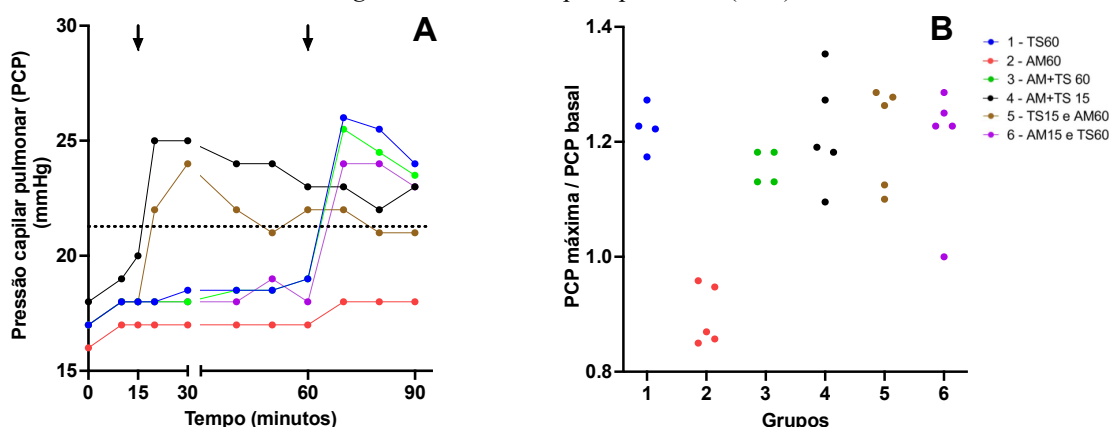 A
Pressão capilar pulmonar (PCP)
(mmHg)
30
25
20
15
0
15
30
60
90
Tempo (minutos)
B
PCP máxima / PCP basal
1.4
1.2
1.0
0.8
1
2
3
4
5
6
Grupos
1 - TS60
2 - AM60
3 - AM+TS 60
4 - AM+TS 15
5 - TS15 e AM60
6 - AM15 e TS60